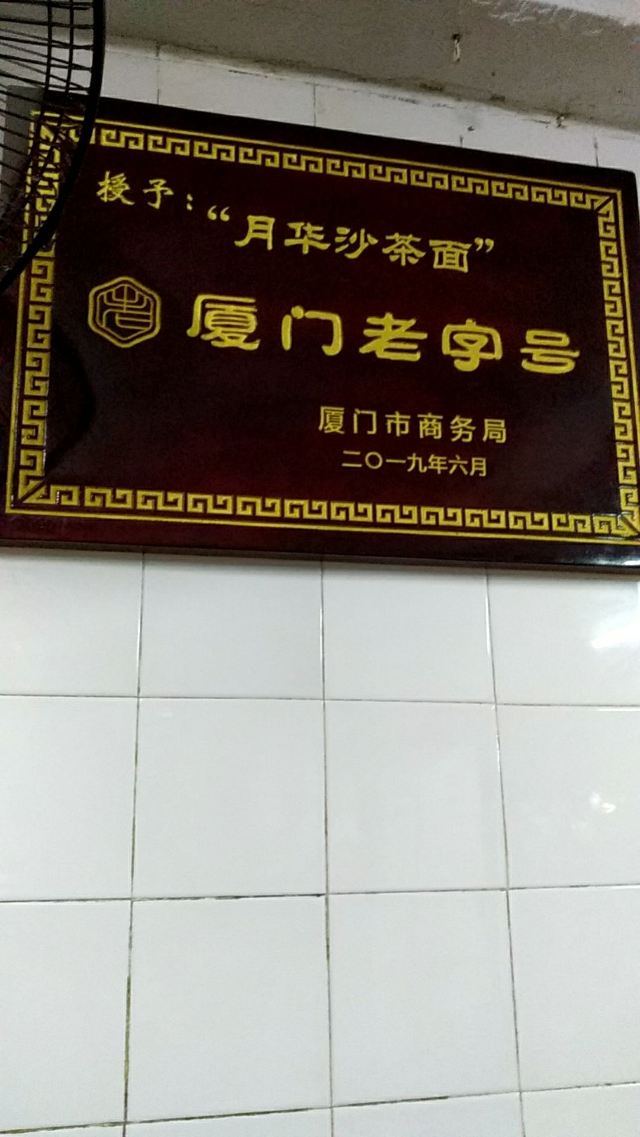 授予：“月华沙茶面”
厦门老字号
厦门市商务局
二〇一九年六月